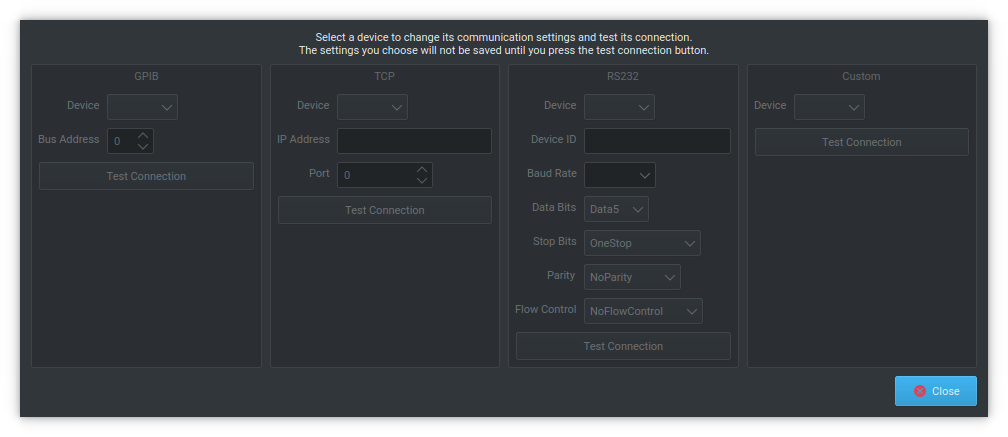 Select a device to change its communication settings and test its connection.
The settings you choose will not be saved until you press the test connection button.
GPIB
Device
Bus Address 0
Test Connection
TCP
Device
IP Address
Port 0
Test Connection
RS232
Device
Device ID
Baud Rate
Data Bits Data5
Stop Bits OneStop
Parity NoParity
Flow Control NoFlowControl
Test Connection
Custom
Device
Test Connection
Close